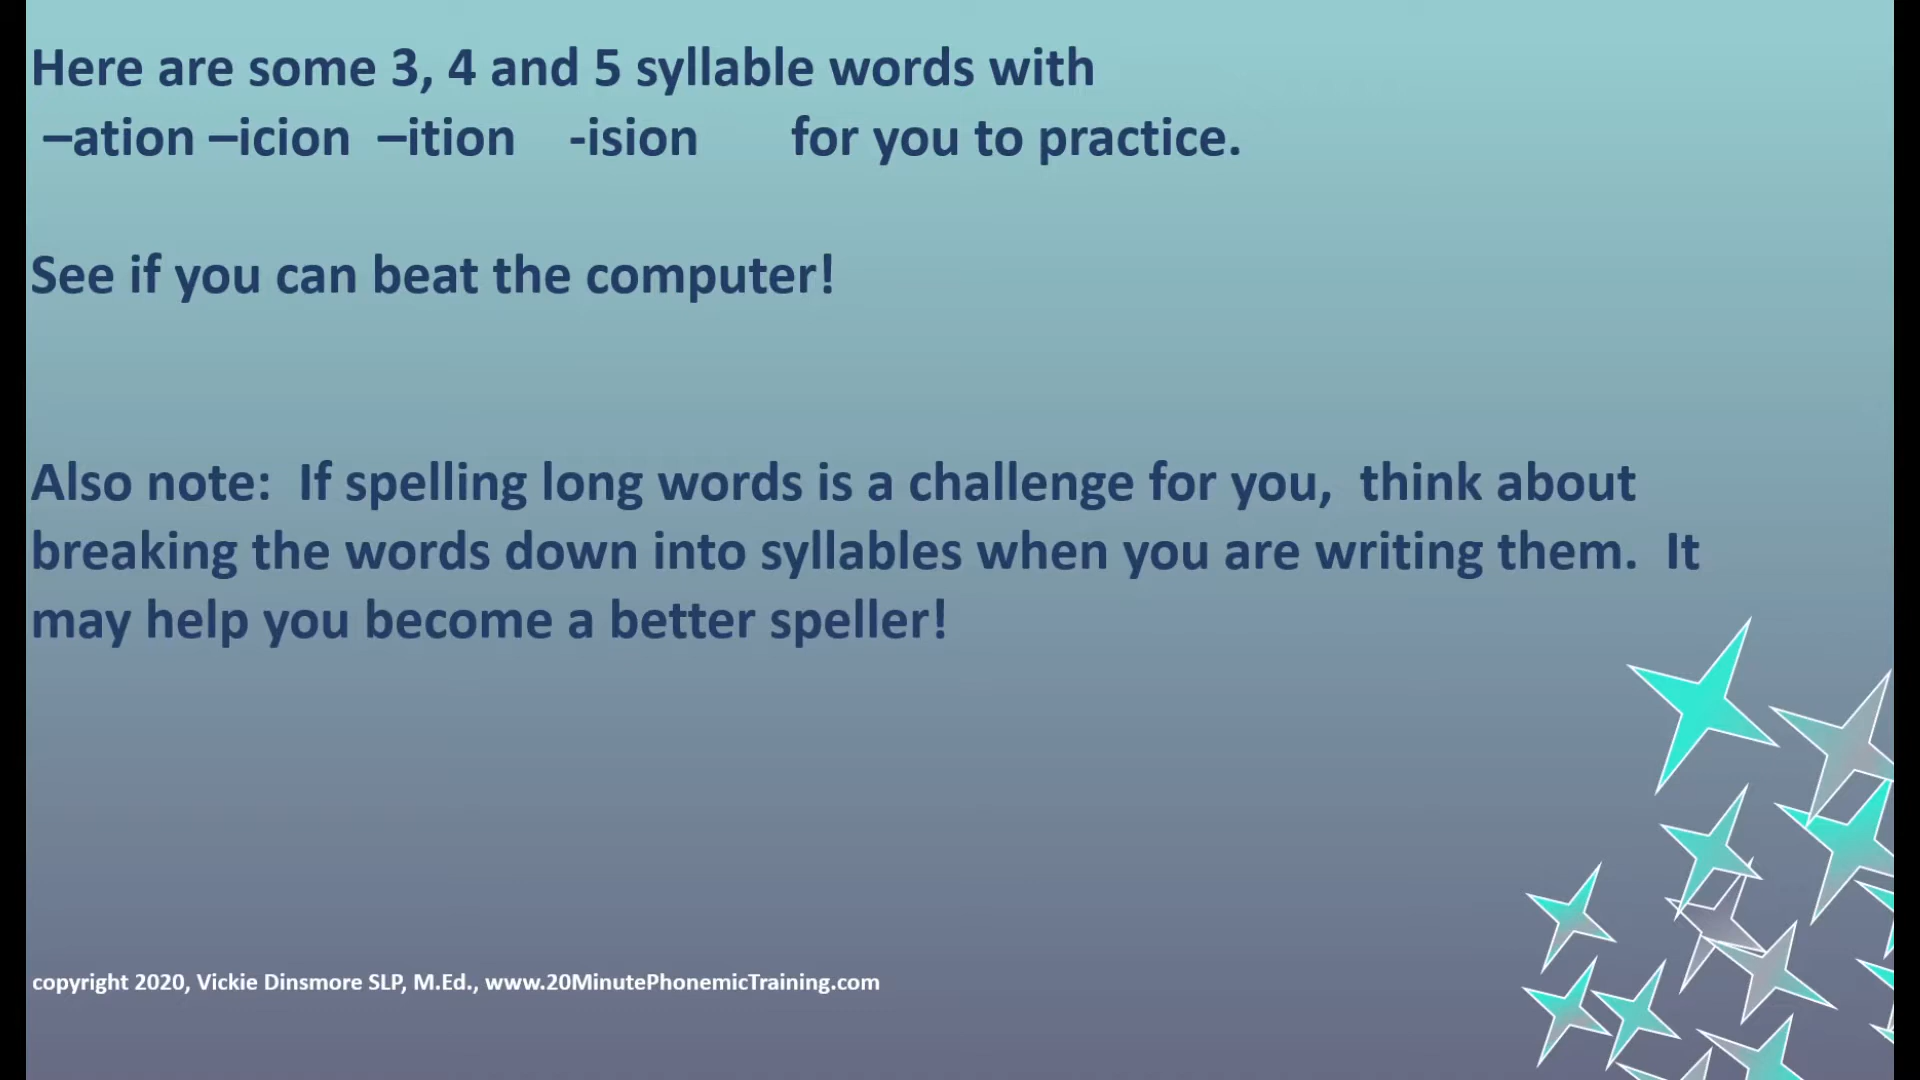 Here are some 3, 4 and 5 syllable words with
–ation –icion –ition -ision for you to practice.
See if you can beat the computer!
Also note: If spelling long words is a challenge for you, think about
breaking the words down into syllables when you are writing them. It
may help you become a better speller!
copyright 2020, Vickie Dinsmore SLP, M.Ed., www.20MinutePhonemicTraining.com